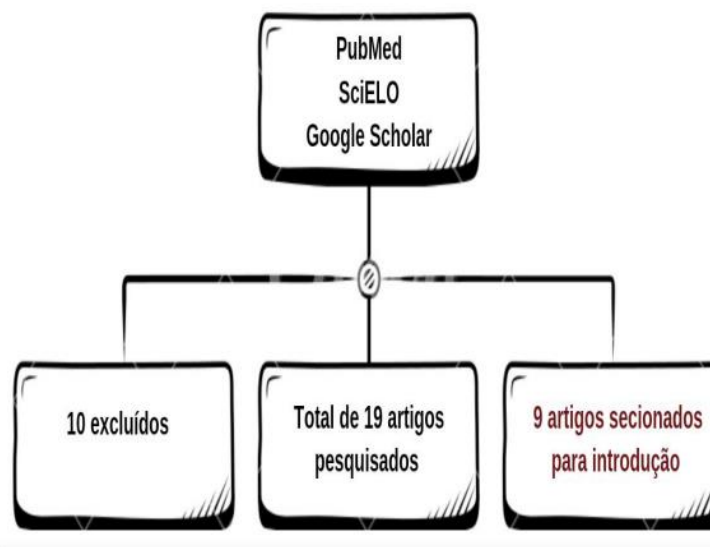 PubMed
SciELO
Google Scholar
10 excluídos
Total de 19 artigos
pesquisados
9 artigos secionados
para introdução